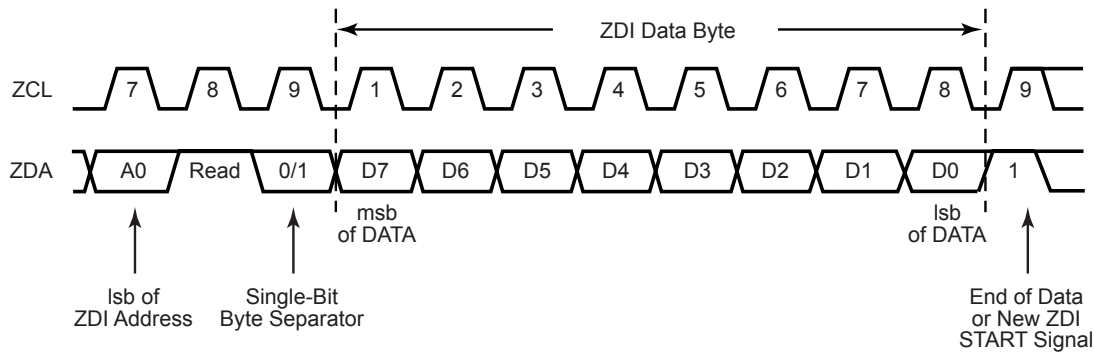 ZDI Data Byte
ZCL
7 8 9 1 2 3 4 5 6 7 8 9
ZDA
A0 Read 0/1 D7 D6 D5 D4 D3 D2 D1 D0 1
msb
of DATA
lsb
of DATA
lsb of
ZDI Address
Single-Bit
Byte Separator
End of Data
or New ZDI
START Signal